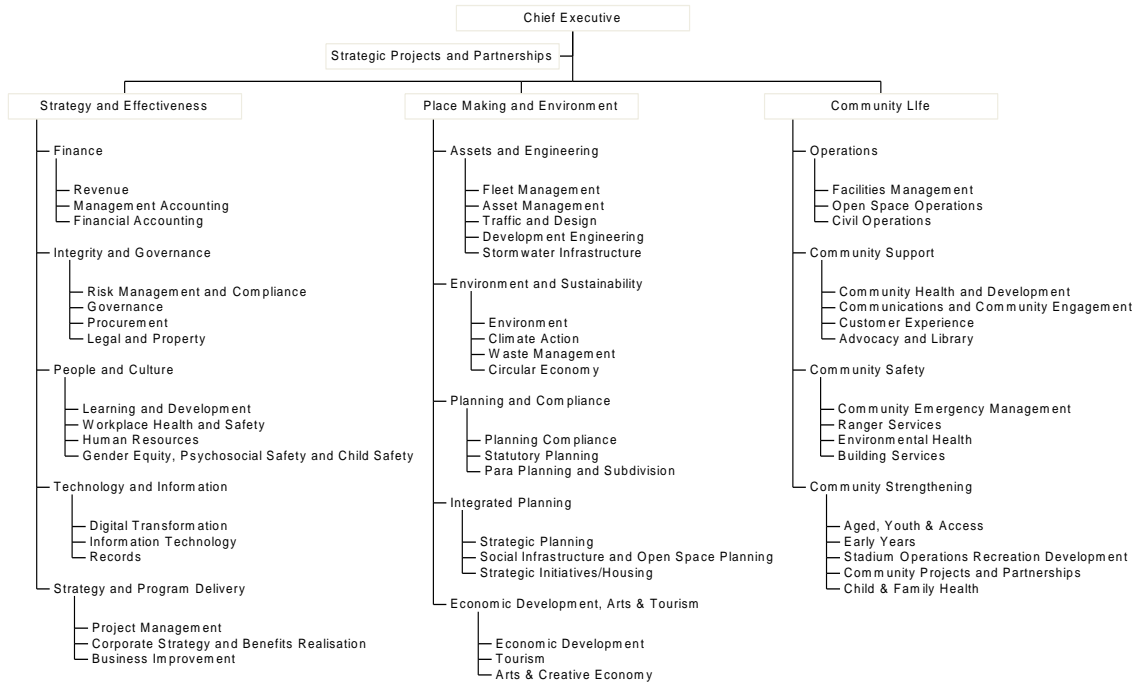 Chief Executive
Strategic Projects and Partnerships
Strategy and Effectiveness
Finance
Revenue
Management Accounting
Financial Accounting
Integrity and Governance
Risk Management and Compliance
Governance
Procurement
Legal and Property
People and Culture
Learning and Development
Workplace Health and Safety
Human Resources
Gender Equity, Psychosocial Safety and Child Safety
Technology and Information
Digital Transformation
Information Technology
Records
Strategy and Program Delivery
Project Management
Corporate Strategy and Benefits Realisation
Business Improvement
Place Making and Environment
Assets and Engineering
Fleet Management
Asset Management
Traffic and Design
Development Engineering
Stormwater Infrastructure
Environment and Sustainability
Environment
Climate Action
Waste Management
Circular Economy
Planning and Compliance
Planning Compliance
Statutory Planning
Para Planning and Subdivision
Integrated Planning
Strategic Planning
Social Infrastructure and Open Space Planning
Strategic Initiatives/Housing
Economic Development, Arts & Tourism
Economic Development
Tourism
Arts & Creative Economy
Community LIfe
Operations
Facilities Management
Open Space Operations
Civil Operations
Community Support
Community Health and Development
Communications and Community Engagement
Customer Experience
Advocacy and Library
Community Safety
Community Emergency Management
Ranger Services
Environmental Health
Building Services
Community Strengthening
Aged, Youth & Access
Early Years
Stadium Operations Recreation Development
Community Projects and Partnerships
Child & Family Health